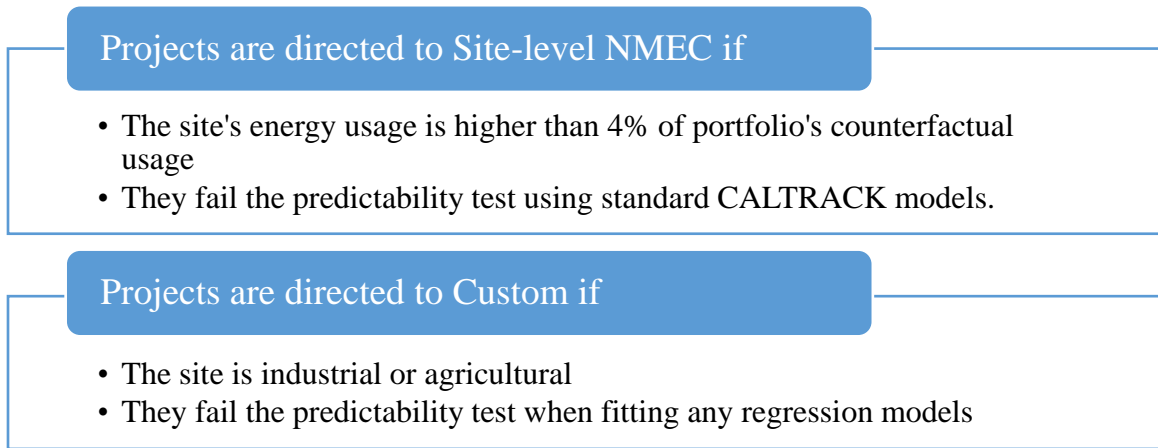 Projects are directed to Site-level NMEC if
• The site's energy usage is higher than 4% of portfolio's counterfactual
usage
• They fail the predictability test using standard CALTRACK models.
Projects are directed to Custom if
• The site is industrial or agricultural
• They fail the predictability test when fitting any regression models